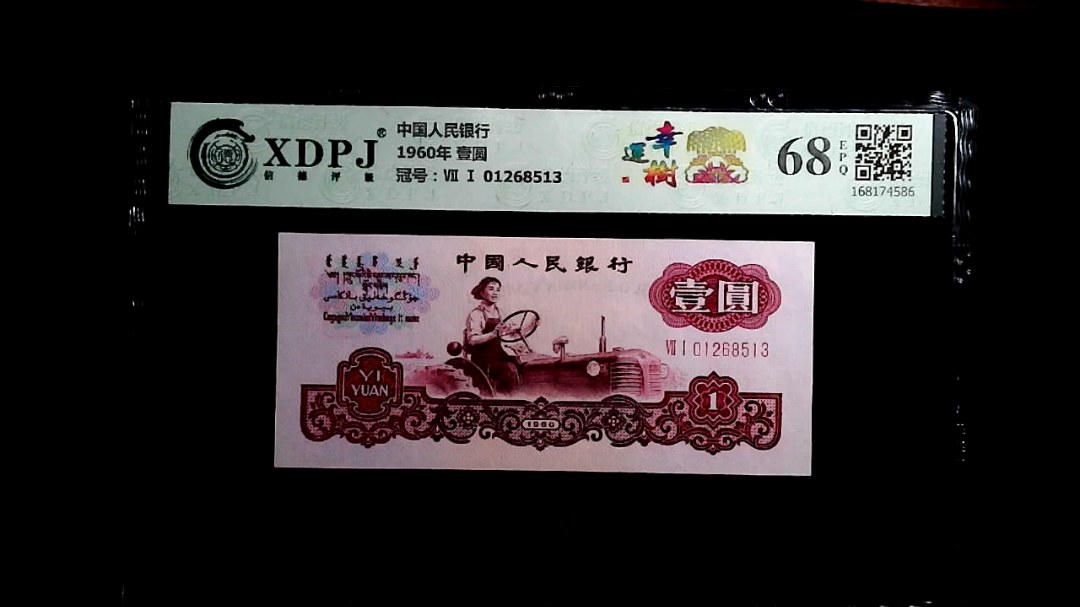 XDPJ®
信德评级
中国人民银行
1960年 壹圆
冠号：Ⅶ Ⅰ 01268513
幸運樹
68
EPQ
168174586
中國人民銀行
壹圓
Ⅶ Ⅰ 01268513
YI
YUAN
1960
1